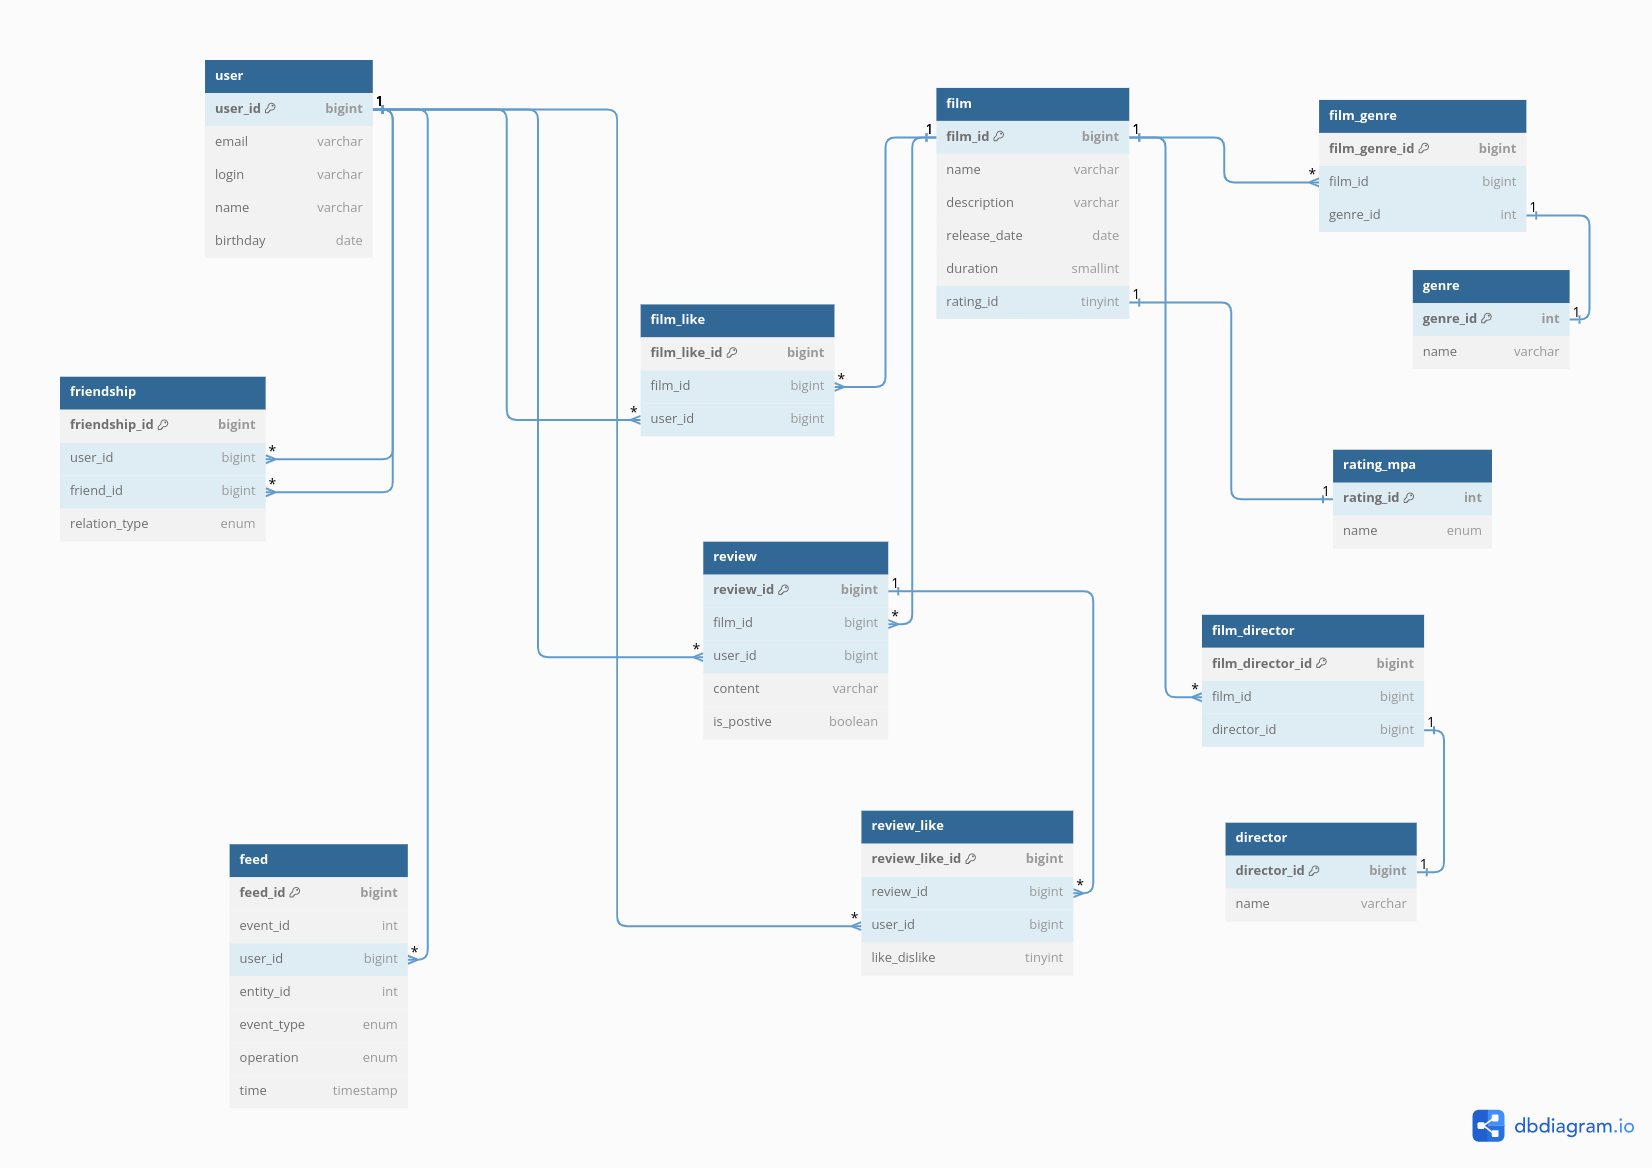 user
user_id bigint
email varchar
login varchar
name varchar
birthday date
friendship
friendship_id bigint
user_id bigint
friend_id bigint
relation_type enum
feed
feed_id bigint
event_id int
user_id bigint
entity_id int
event_type enum
operation enum
time timestamp
film_like
film_like_id bigint
film_id bigint
user_id bigint
review
review_id bigint
film_id bigint
user_id bigint
content varchar
is_postive boolean
review_like
review_like_id bigint
review_id bigint
user_id bigint
like_dislike tinyint
film
film_id bigint
name varchar
description varchar
release_date date
duration smallint
rating_id tinyint
film_genre
film_genre_id bigint
film_id bigint
genre_id int
genre
genre_id int
name varchar
rating_mpa
rating_id int
name enum
film_director
film_director_id bigint
film_id bigint
director_id bigint
director
director_id bigint
name varchar
1
*
*
*
*
*
*
1
1
*
1
*
*
1
*
1
1
1
1
*
1
1
dbdiagram.io